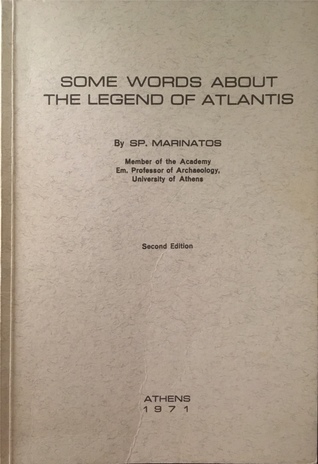 SOME WORDS ABOUT
THE LEGEND OF ATLANTIS
By SP. MARINATOS
Member of the Academy
Em. Professor of Archaeology,
University of Athens
Second Edition
ATHENS
1971